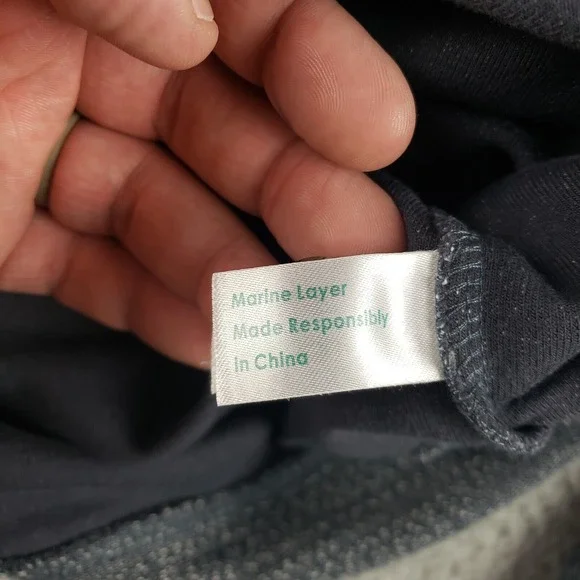 Marine Layer
Made Responsibly
in China